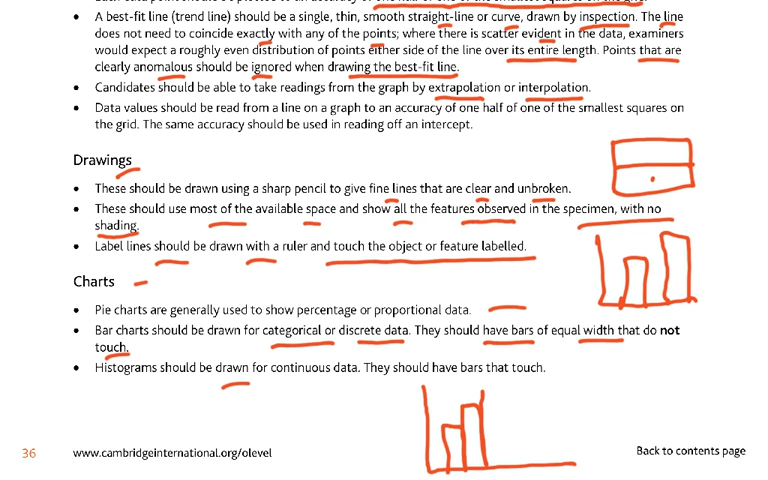 • A best-fit line (trend line) should be a single, thin, smooth straight-line or curve, drawn by inspection. The line
does not need to coincide exactly with any of the points; where there is scatter evident in the data, examiners
would expect a roughly even distribution of points either side of the line over its entire length. Points that are
clearly anomalous should be ignored when drawing the best-fit line.
• Candidates should be able to take readings from the graph by extrapolation or interpolation.
• Data values should be read from a line on a graph to an accuracy of one half of one of the smallest squares on
the grid. The same accuracy should be used in reading off an intercept.
Drawings
• These should be drawn using a sharp pencil to give fine lines that are clear and unbroken.
• These should use most of the available space and show all the features observed in the specimen, with no
shading.
• Label lines should be drawn with a ruler and touch the object or feature labelled.
Charts
• Pie charts are generally used to show percentage or proportional data.
• Bar charts should be drawn for categorical or discrete data. They should have bars of equal width that do not
touch.
• Histograms should be drawn for continuous data. They should have bars that touch.
36 www.cambridgeinternational.org/olevel Back to contents page